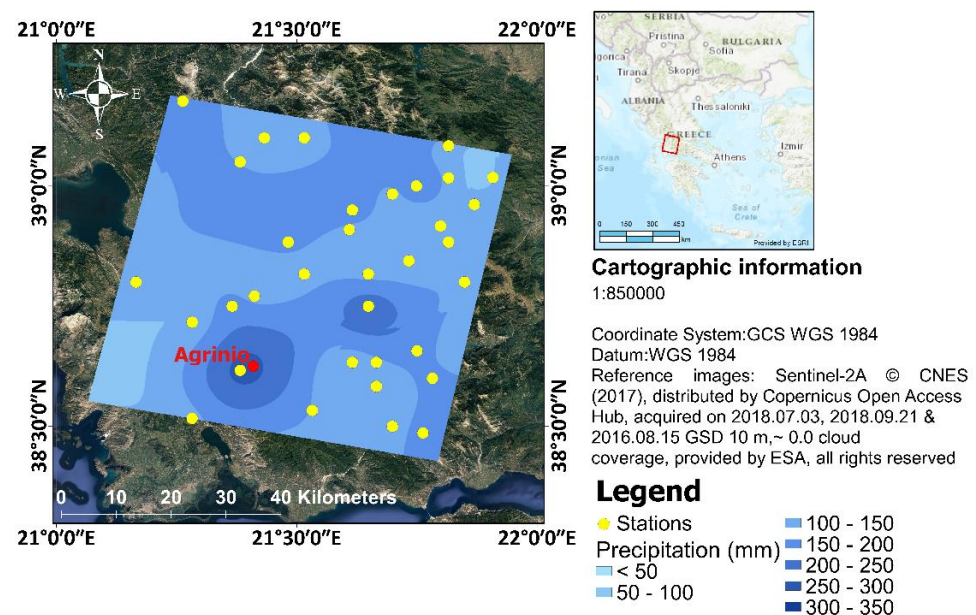 21°0'0"E 21°30'0"E 22°0'0"E
N
W E
S
39°0'0"N
39°0'0"N
38°30'0"N
38°30'0"N
Agrinio
0 10 20 30 40 Kilometers
21°0'0"E 21°30'0"E 22°0'0"E
SERBIA
Pristina
BULGARIA
Sofia
Skopje
Tirana
ALBANIA
Thessaloniki
GREECE
Izmir
Athens
Sea of
Crete
0 150 300 450
km
Provided by ESRI
Cartographic information
1:850000
Coordinate System:GCS WGS 1984
Datum:WGS 1984
Reference images: Sentinel-2A © CNES
(2017), distributed by Copernicus Open Access
Hub, acquired on 2018.07.03, 2018.09.21 &
2016.08.15 GSD 10 m,~ 0.0 cloud
coverage, provided by ESA, all rights reserved
Legend
Stations
Precipitation (mm)
< 50
50 - 100
100 - 150
150 - 200
200 - 250
250 - 300
300 - 350